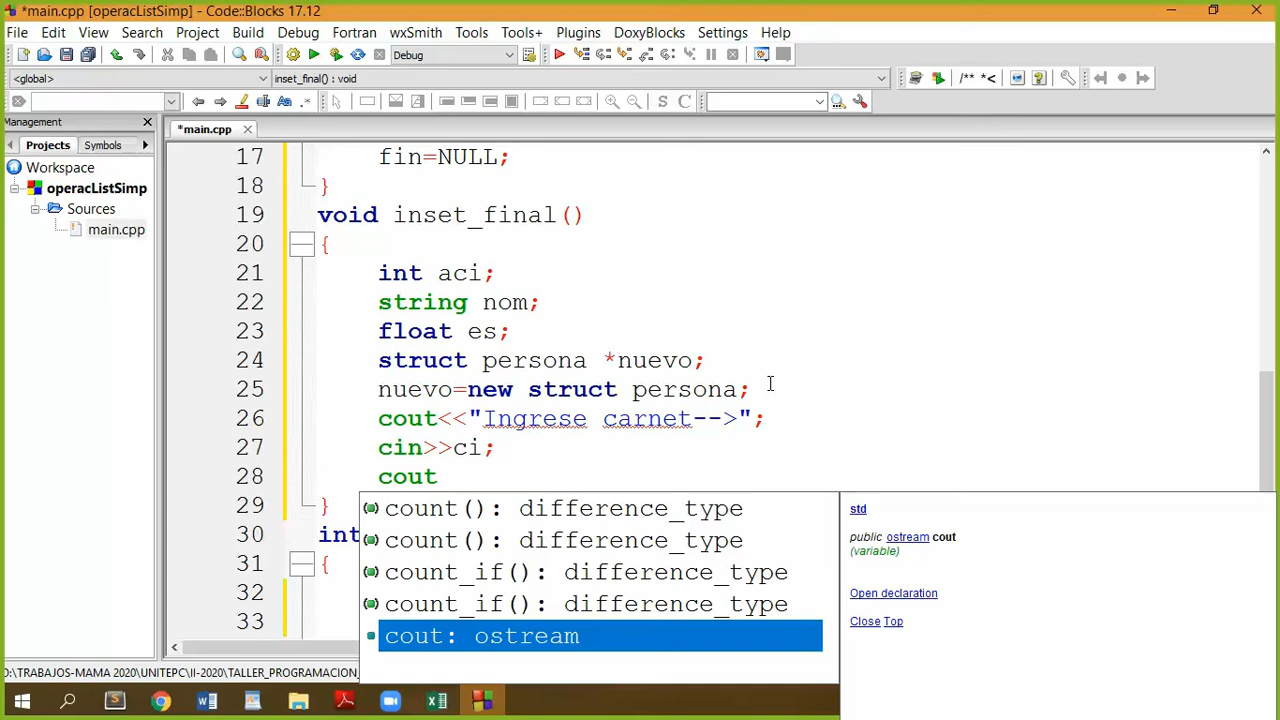 *main.cpp [operacListSimp] - Code::Blocks 17.12
File Edit View Search Project Build Debug Fortran wxSmith Tools Tools+ Plugins DoxyBlocks Settings Help
Debug
<global> inset_final() : void
/** *<
Management
*main.cpp
Projects Symbols
Workspace
operacListSimp
Sources
main.cpp
17 fin=NULL;
18 }
19 void inset_final()
20 {
21 int aci;
22 string nom;
23 float es;
24 struct persona *nuevo;
25 nuevo=new struct persona;
26 cout<<"Ingrese carnet-->";
27 cin>>ci;
28 cout
29 }
30 int
31 {
32
33
count(): difference_type
count(): difference_type
count_if(): difference_type
count_if(): difference_type
cout: ostream
std
public ostream cout
(variable)
Open declaration
Close Top
D:\TRABAJOS-MAMA 2020\UNITEPC\II-2020\TALLER_PROGRAMACION_